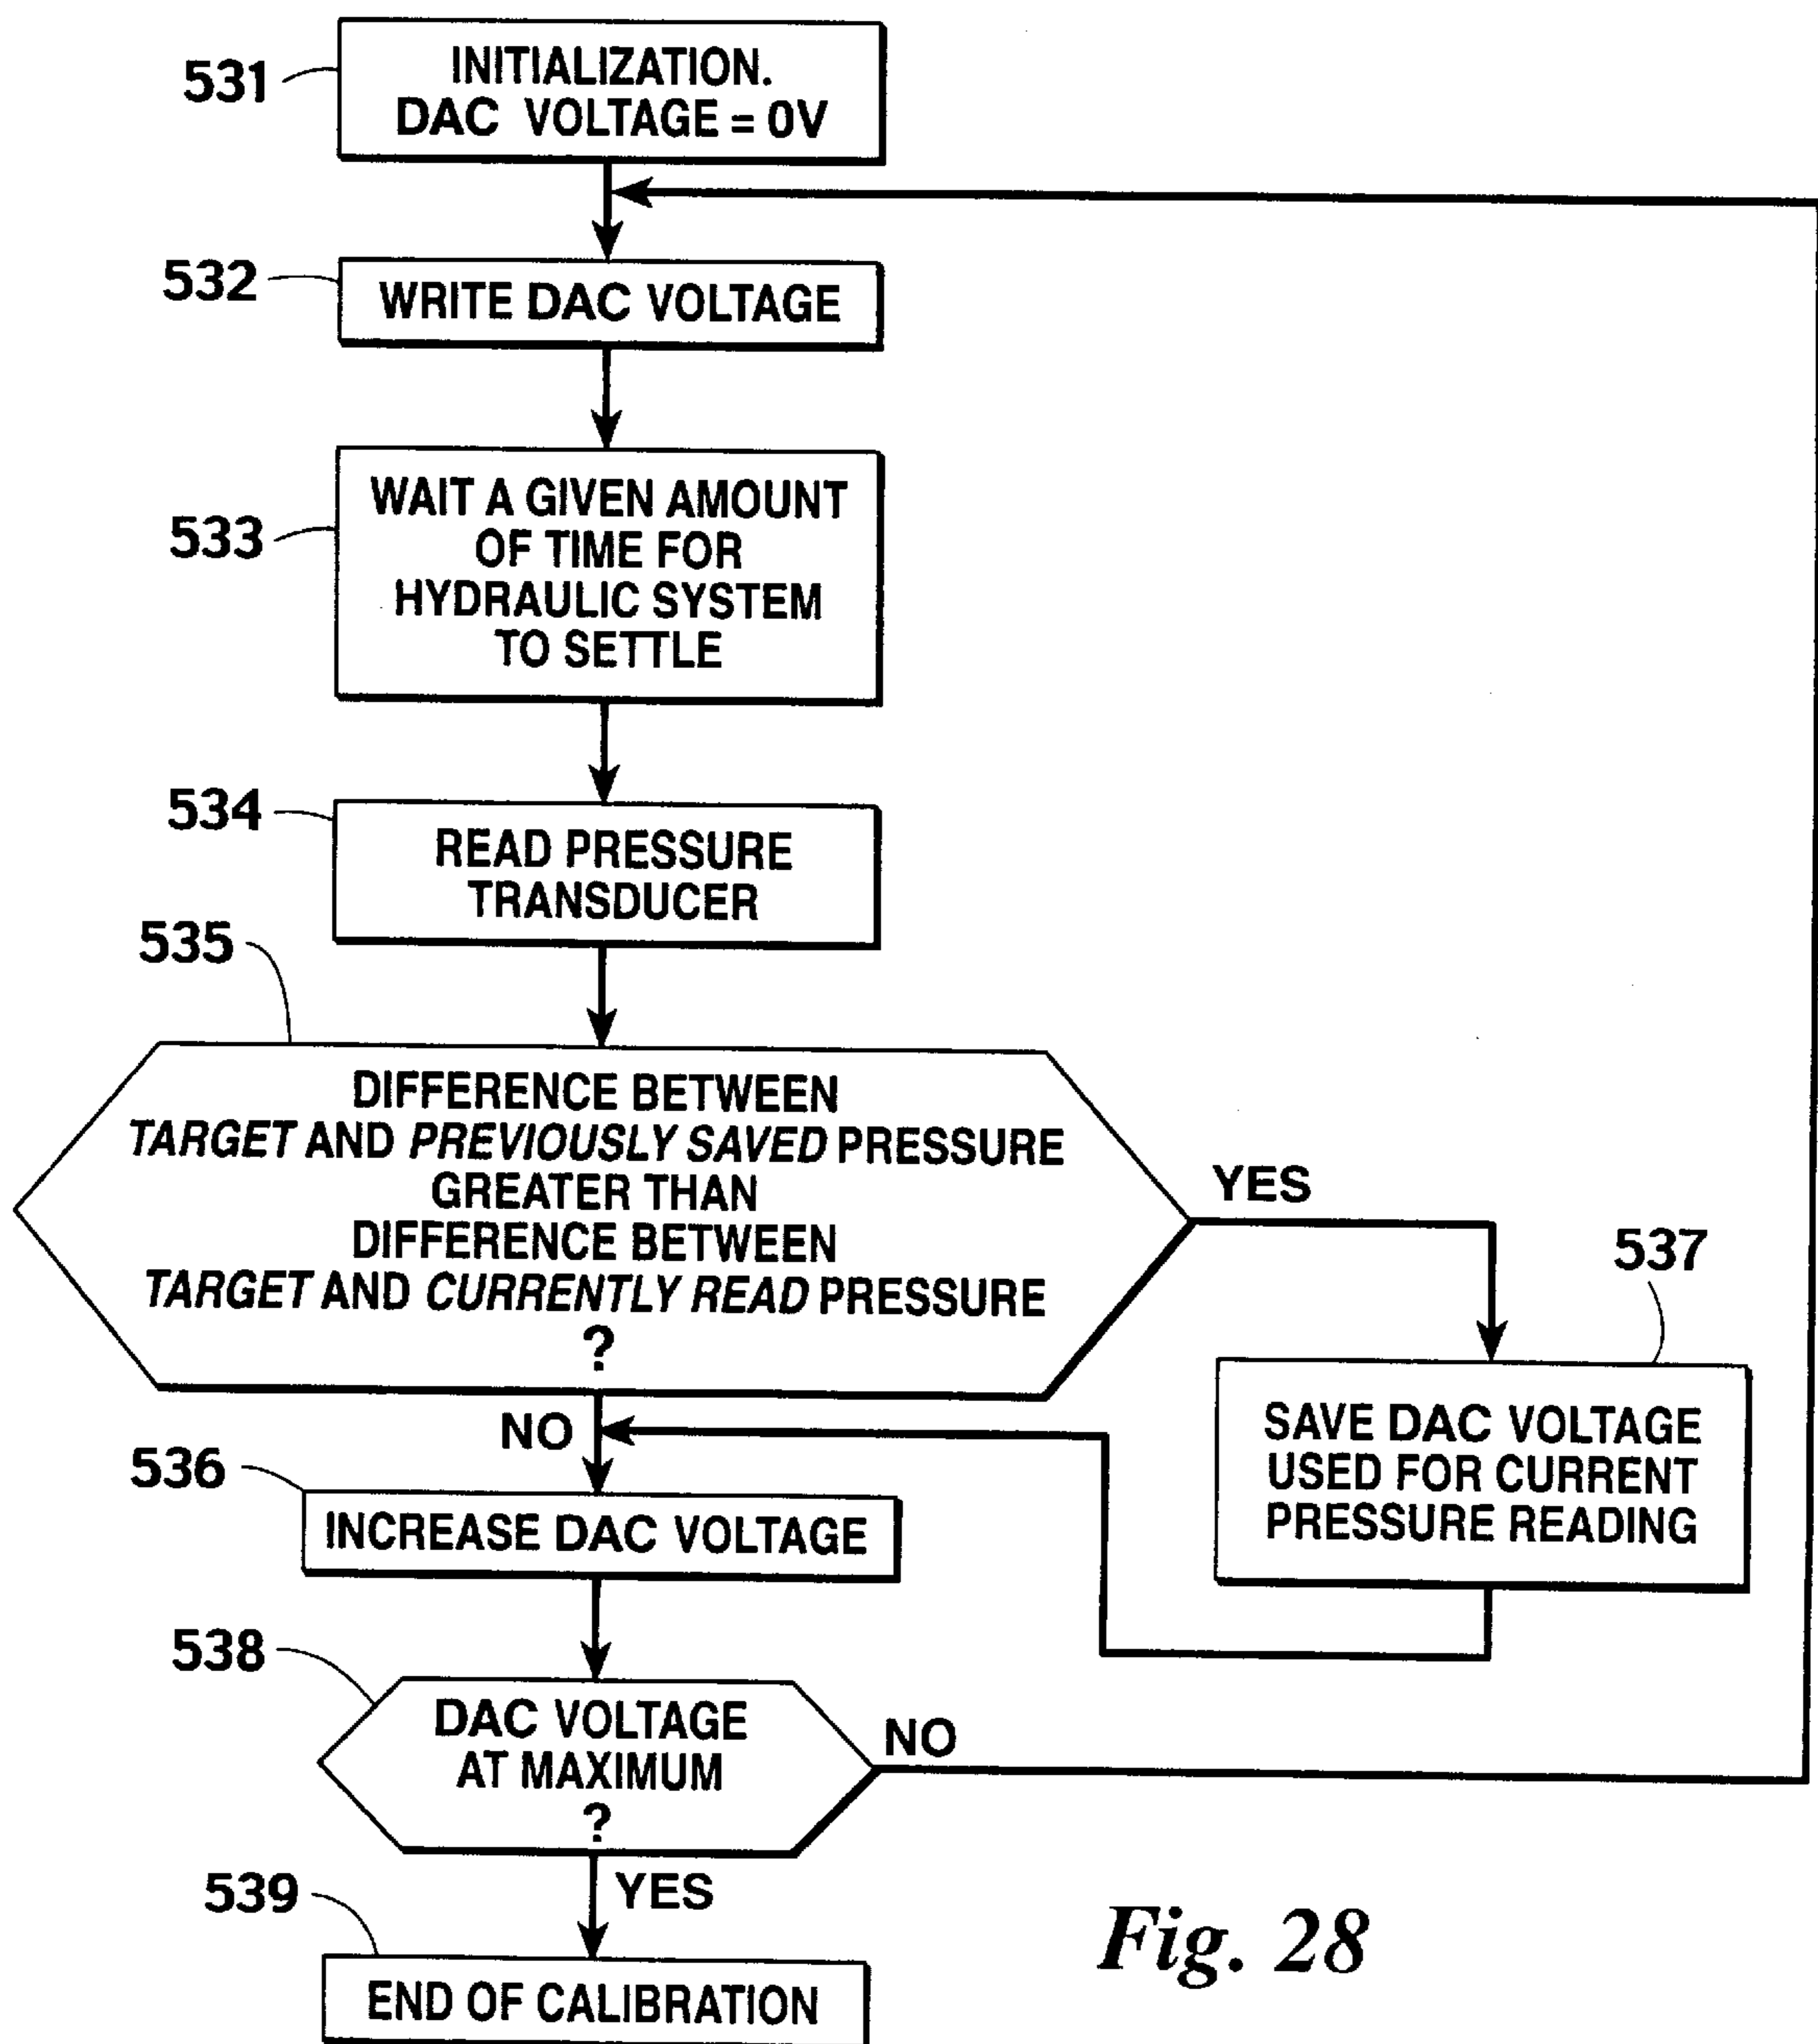 531
INITIALIZATION.
DAC VOLTAGE = 0V
532
WRITE DAC VOLTAGE
533
WAIT A GIVEN AMOUNT
OF TIME FOR
HYDRAULIC SYSTEM
TO SETTLE
534
READ PRESSURE
TRANSDUCER
535
DIFFERENCE BETWEEN
TARGET AND PREVIOUSLY SAVED PRESSURE
GREATER THAN
DIFFERENCE BETWEEN
TARGET AND CURRENTLY READ PRESSURE
?
YES
537
SAVE DAC VOLTAGE
USED FOR CURRENT
PRESSURE READING
NO
536
INCREASE DAC VOLTAGE
538
DAC VOLTAGE
AT MAXIMUM
?
NO
YES
539
END OF CALIBRATION
Fig. 28